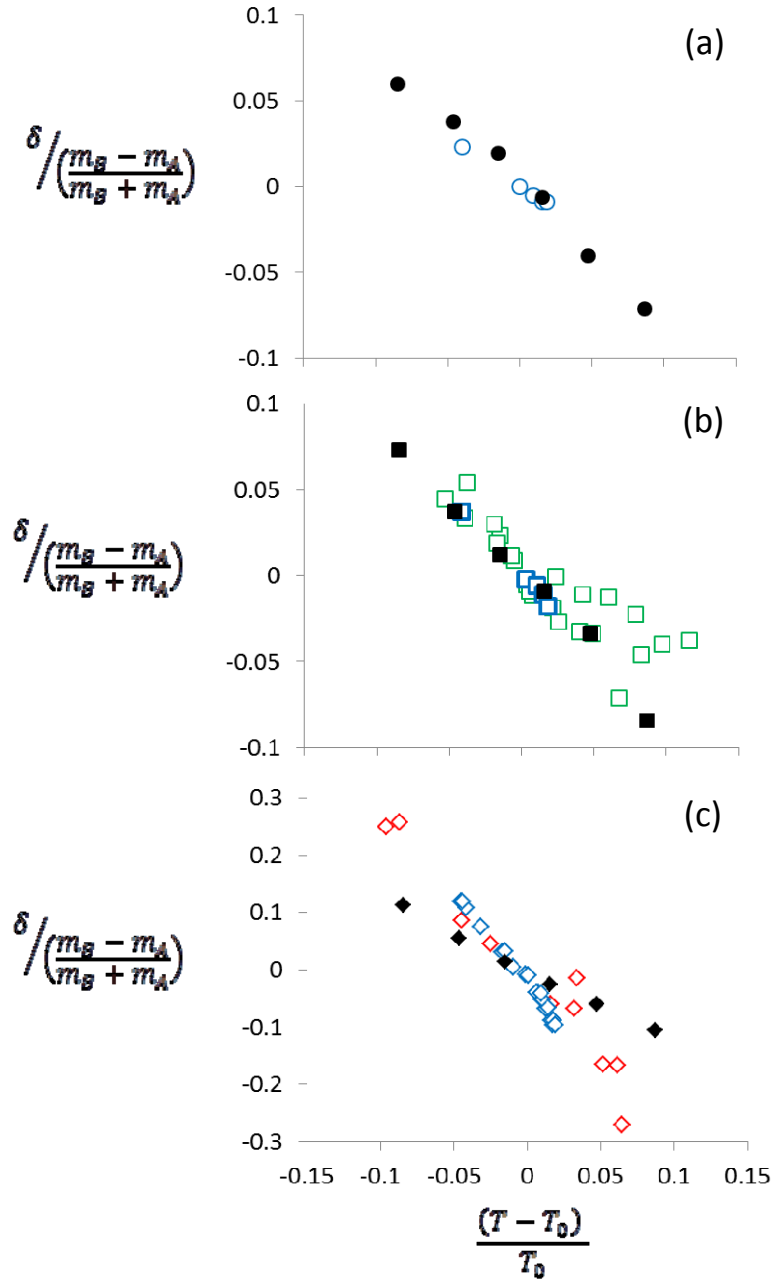 (a)
0.1
0.05
0
-0.05
-0.1
δ/((m_B − m_A)/(m_B + m_A))
(b)
0.1
0.05
0
-0.05
-0.1
δ/((m_B − m_A)/(m_B + m_A))
(c)
0.3
0.2
0.1
0
-0.1
-0.2
-0.3
δ/((m_B − m_A)/(m_B + m_A))
-0.15 -0.1 -0.05 0 0.05 0.1 0.15
(T − T_0)
T_0